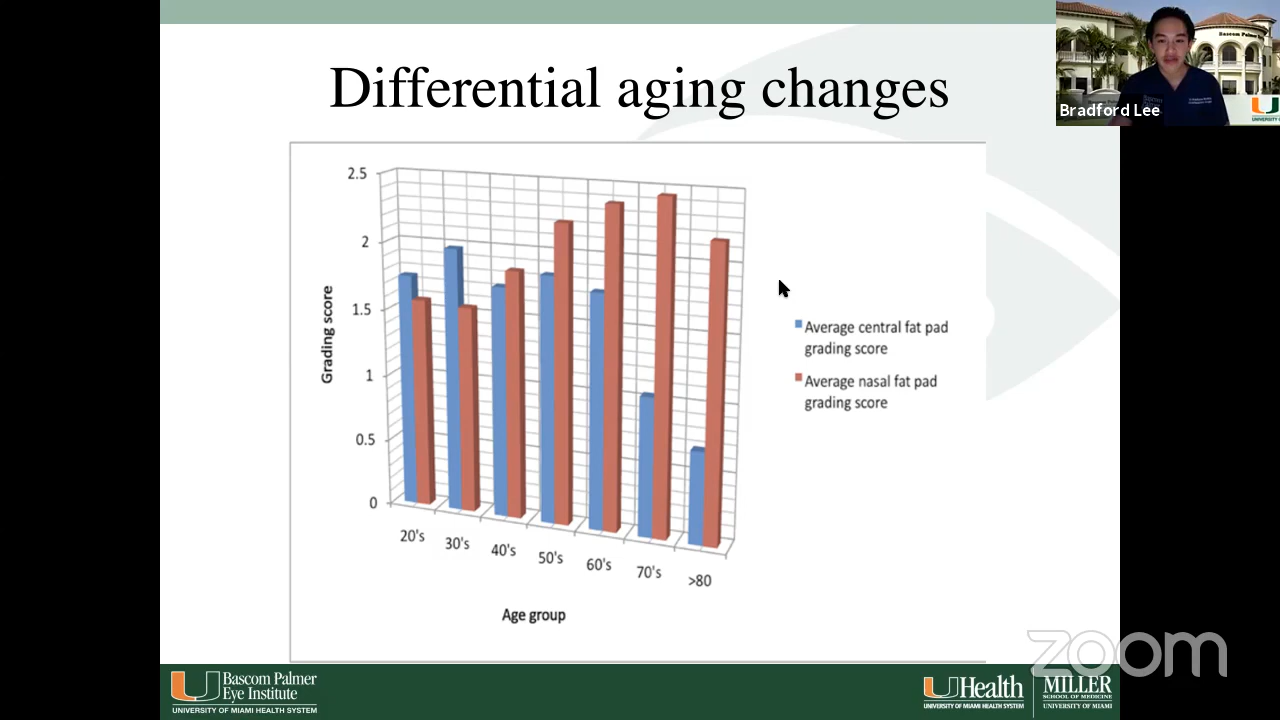 Differential aging changes
Bascom Palmer
Bradford Lee
UNIVERSITY O
2.5
2
1.5
1
0.5
0
Grading score
20's
30's
40's
50's
60's
70's
>80
Age group
Average central fat pad
grading score
Average nasal fat pad
grading score
zoom
Bascom Palmer
Eye Institute
UNIVERSITY OF MIAMI HEALTH SYSTEM
UHealth
UNIVERSITY OF MIAMI HEALTH SYSTEM
MILLER
SCHOOL OF MEDICINE
UNIVERSITY OF MIAMI